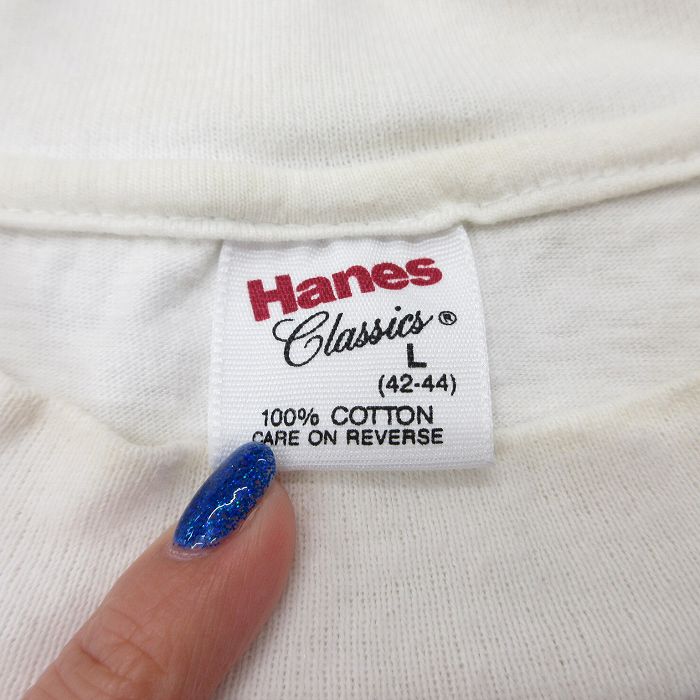 Hanes
Classics®
L
(42-44)
100% COTTON
CARE ON REVERSE